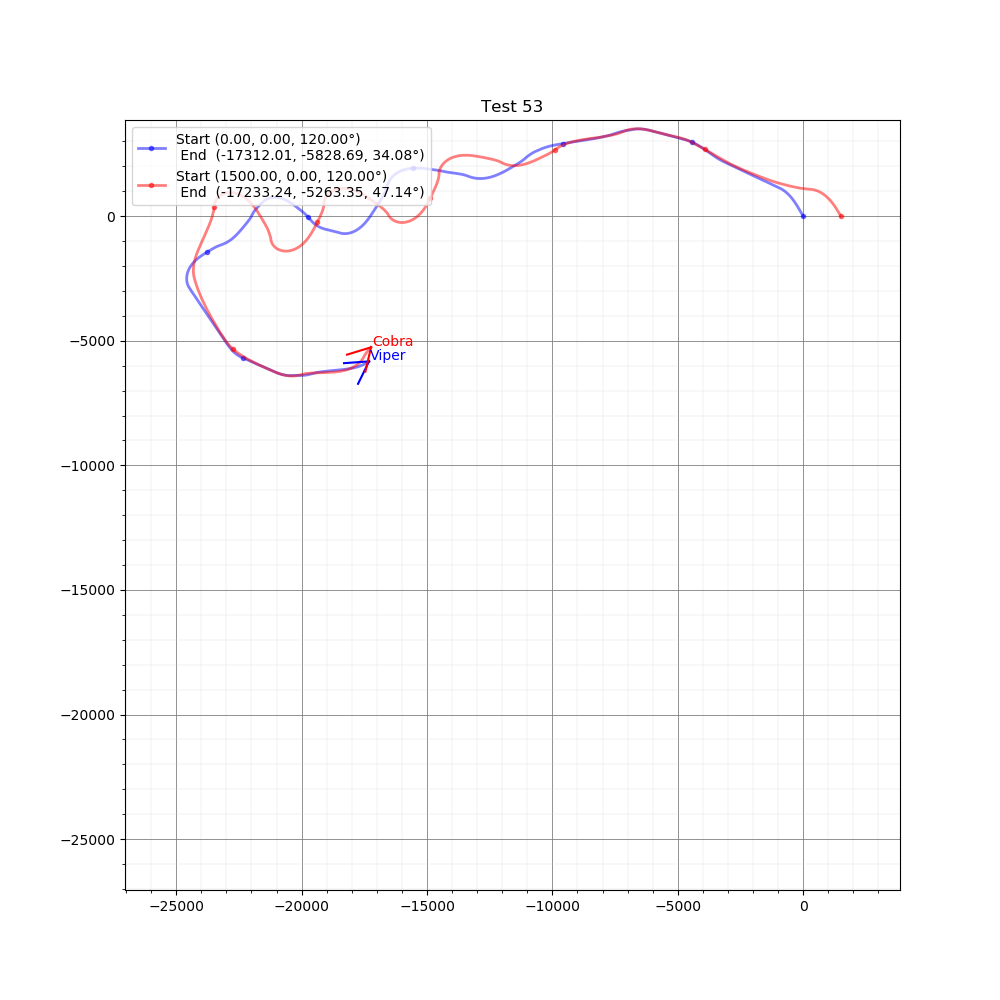 Test 53
Start (0.00, 0.00, 120.00°)
End (-17312.01, -5828.69, 34.08°)
Start (1500.00, 0.00, 120.00°)
End (-17233.24, -5263.35, 47.14°)
0
−5000
−10000
−15000
−20000
−25000
Cobra
Viper
−25000
−20000
−15000
−10000
−5000
0